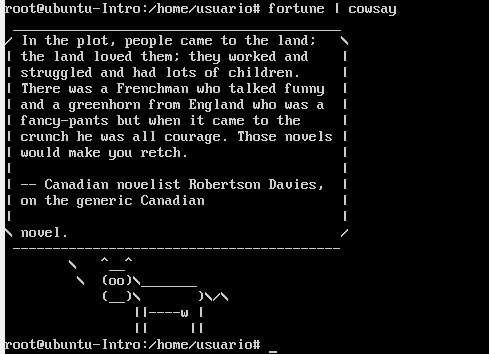 root@ubuntu-Intro:/home/usuario# fortune | cowsay
 _________________________________________
/ In the plot, people came to the land;   \
| the land loved them; they worked and    |
| struggled and had lots of children.     |
| There was a Frenchman who talked funny  |
| and a greenhorn from England who was a  |
| fancy-pants but when it came to the     |
| crunch he was all courage. Those novels |
| would make you retch.                   |
|                                         |
| -- Canadian novelist Robertson Davies,  |
| on the generic Canadian                 |
|                                         |
\ novel.                                  /
 -----------------------------------------
        \   ^__^
         \  (oo)\_______
            (__)\       )\/\
                ||----w |
                ||     ||
root@ubuntu-Intro:/home/usuario# _